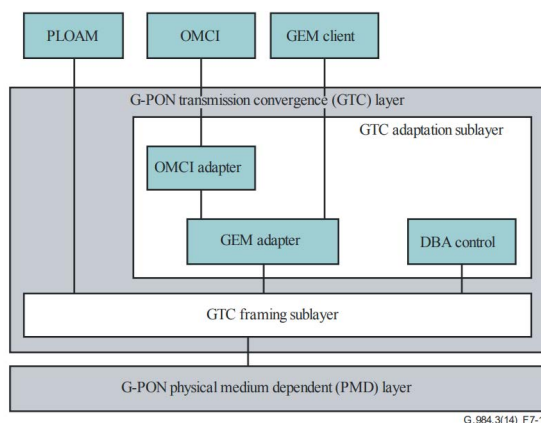 PLOAM
OMCI
GEM client
G-PON transmission convergence (GTC) layer
GTC adaptation sublayer
OMCI adapter
GEM adapter
DBA control
GTC framing sublayer
G-PON physical medium dependent (PMD) layer